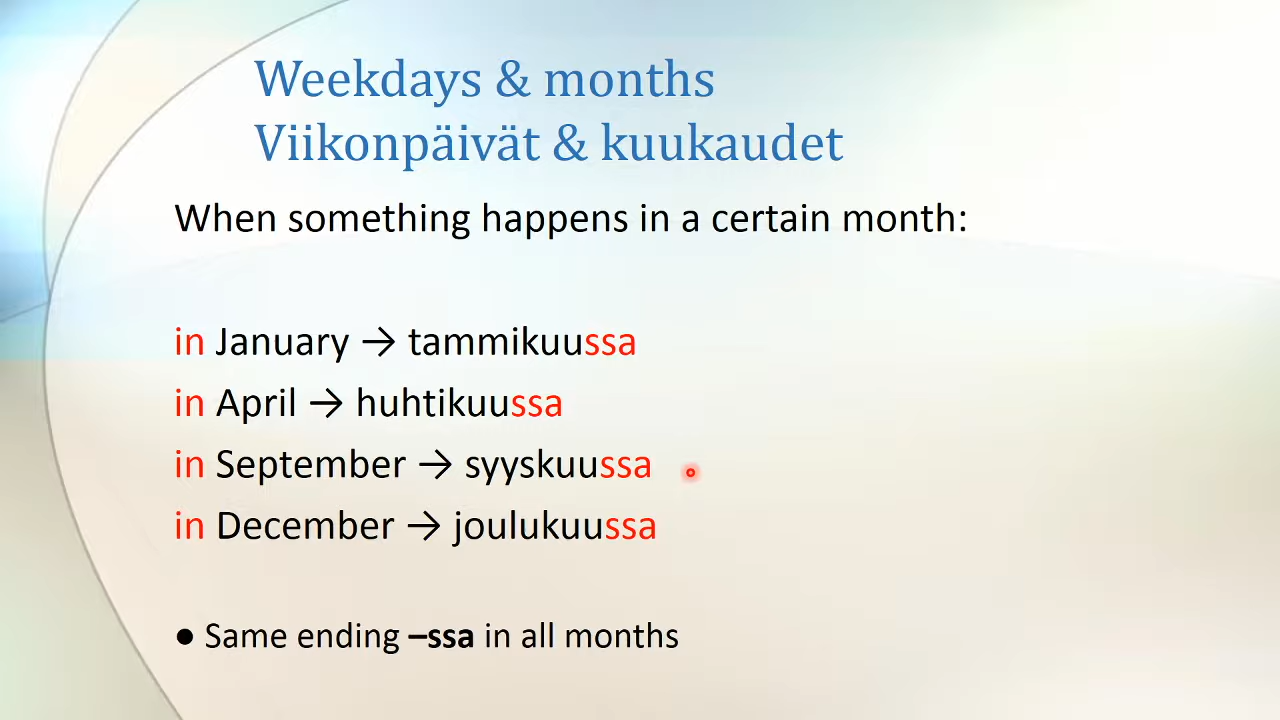 Weekdays & months
Viikonpäivät & kuukaudet
When something happens in a certain month:
in January → tammikuussa
in April → huhtikuussa
in September → syyskuussa
in December → joulukuussa
● Same ending –ssa in all months